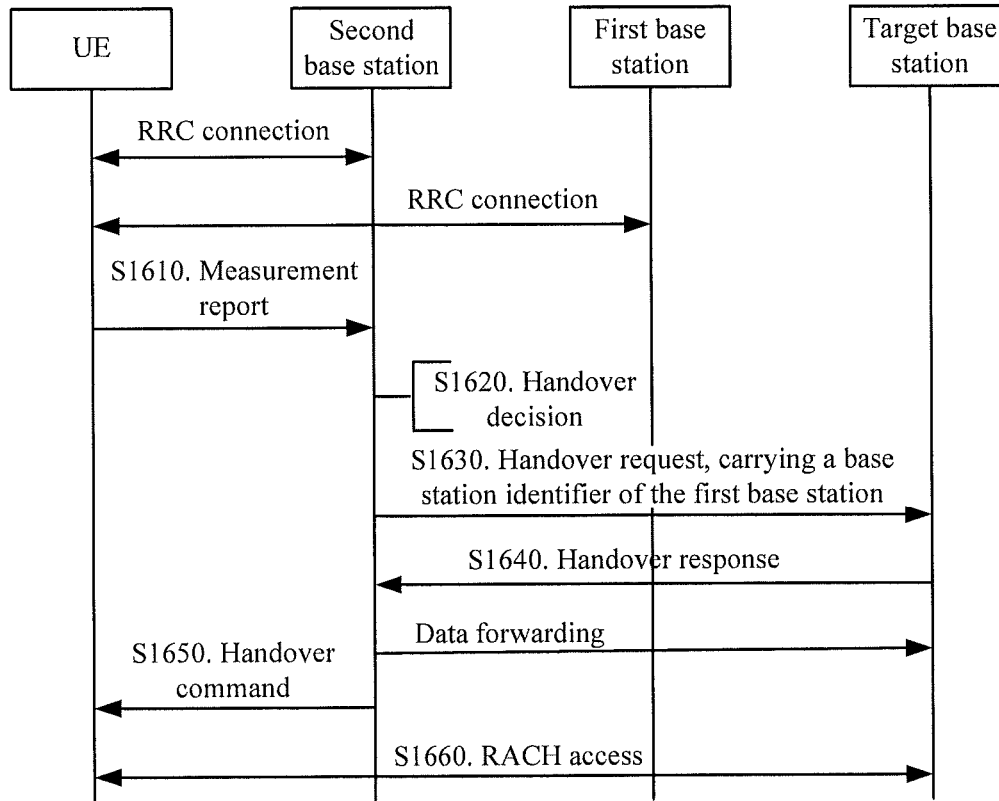 UE
Second
base station
First base
station
Target base
station
RRC connection
RRC connection
S1610. Measurement
report
S1620. Handover
decision
S1630. Handover request, carrying a base
station identifier of the first base station
S1640. Handover response
Data forwarding
S1650. Handover
command
S1660. RACH access